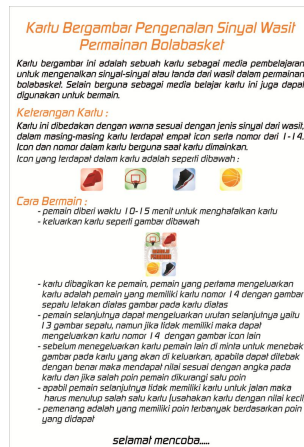 Kartu Bergambar Pengenalan Sinyal Wasit
Permainan Bolabasket
Kartu bergambar ini adalah sebuah kartu sebagai media pembelajaran
untuk mengenalkan sinyal-sinyal atau tanda dari wasit dalam permainan
bolabasket. Selain berguna sebagai media belajar kartu ini juga dapat
digunakan untuk bermain.
Keterangan Kartu :
Kartu ini dibedakan dengan warna sesuai dengan jenis sinyal dari wasit,
dalam masing-masing kartu terdapat empat icon serta nomor dari 1-14.
Icon dan nomor dalam kartu berguna saat kartu dimainkan.
Icon yang terdapat dalam kartu adalah seperti dibawah :
Cara Bermain :
- pemain diberi waktu 10-15 menit untuk menghafalkan kartu
- keluarkan kartu seperti gambar dibawah
- kartu dibagikan ke pemain, pemain yang pertama mengeluarkan
kartu adalah pemain yang memiliki kartu nomor 14 dengan gambar
sepatu letakan diatas gambar pada kartu diatas
- pemain selanjutnya dapat mengeluarkan urutan selanjutnya yaitu
13 gambar sepatu, namun jika tidak memiliki maka dapat
mengeluarkan kartu nomor 14 dengan gambar icon lain
- sebelum menegeluarkan kartu pemain lain di minta untuk menebak
gambar pada kartu yang akan di keluarkan, apabila dapat ditebak
dengan benar maka mendapat nilai sesuai dengan angka pada
kartu dan jika salah poin pemain dikurangi satu poin
- apabil pemain selanjutnya tidak memiliki kartu untuk jalan maka
harus menutup salah satu kartu (usahakan kartu dengan nilai kecil)
- pemenang adalah yang memiliki poin terbanyak berdasarkan poin
yang didapat
selamat mencoba.....